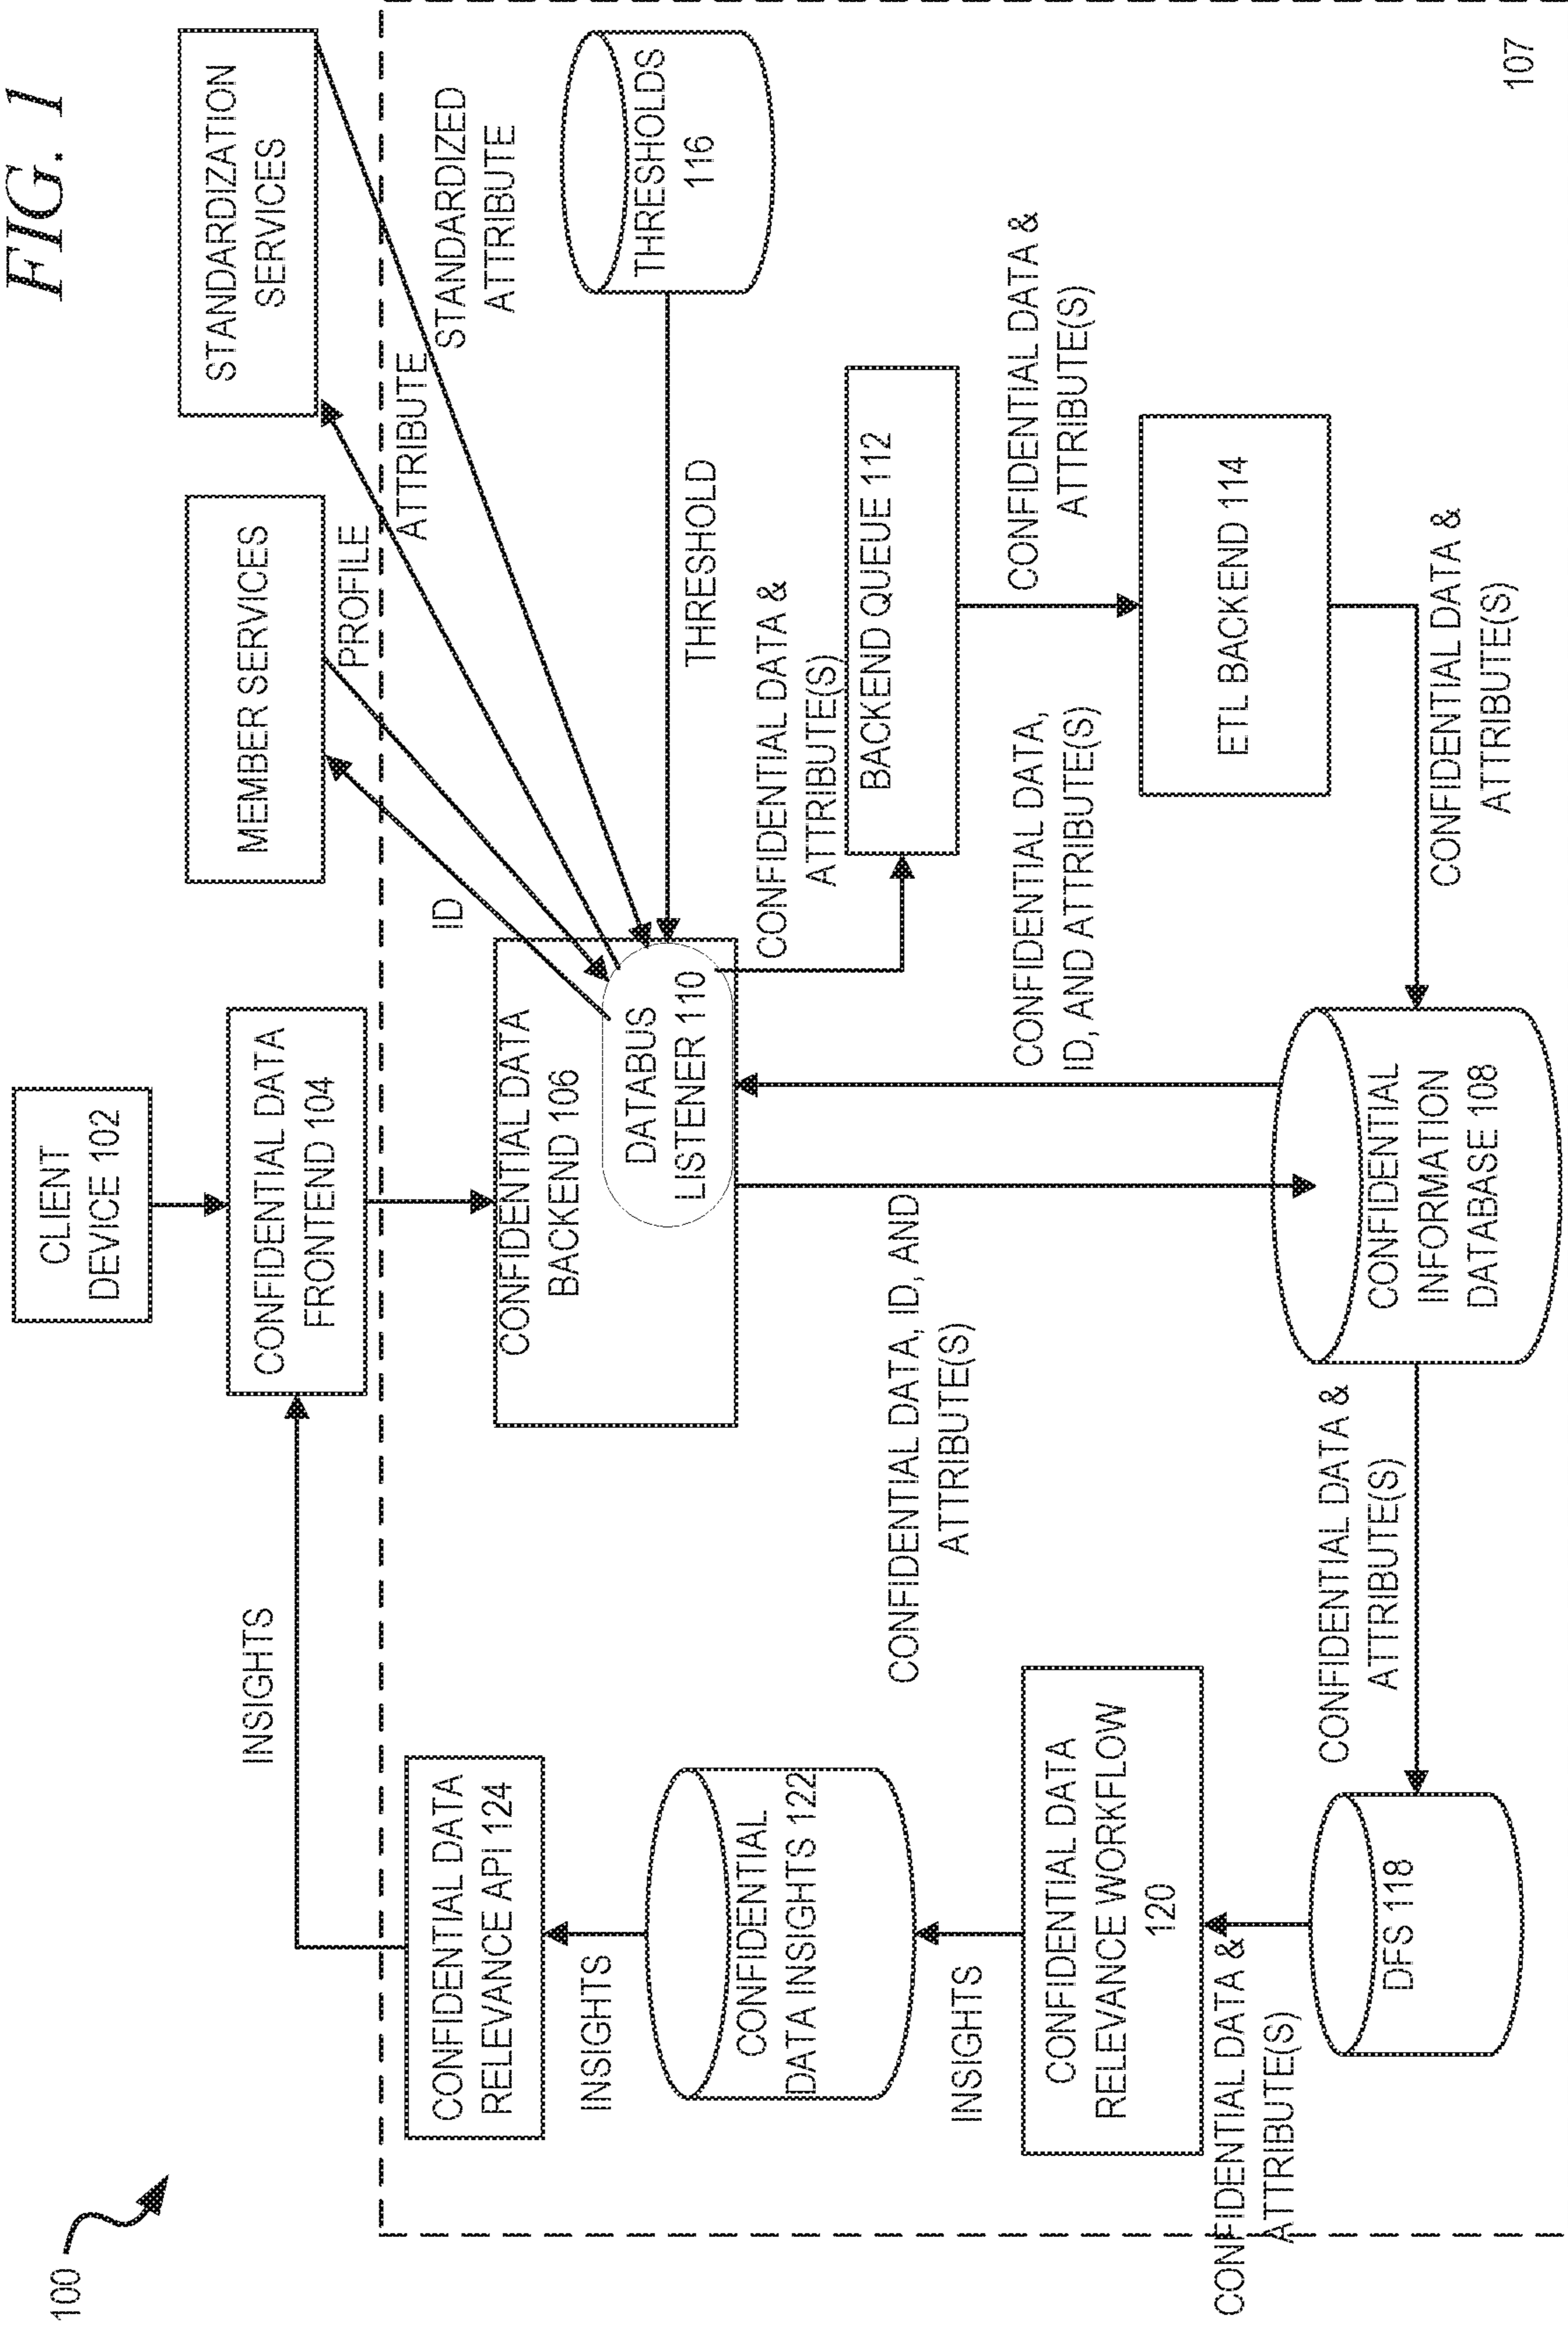 FIG. 1
100
CLIENT
DEVICE 102
MEMBER SERVICES
STANDARDIZATION
SERVICES
INSIGHTS
CONFIDENTIAL DATA
FRONTEND 104
ID
PROFILE
ATTRIBUTE
STANDARDIZED
ATTRIBUTE
CONFIDENTIAL DATA
RELEVANCE API 124
CONFIDENTIAL DATA
BACKEND 106
DATABUS
LISTENER 110
THRESHOLD
THRESHOLDS
116
INSIGHTS
CONFIDENTIAL
DATA INSIGHTS 122
CONFIDENTIAL DATA &
ATTRIBUTE(S)
BACKEND QUEUE 112
CONFIDENTIAL DATA, ID, AND
ATTRIBUTE(S)
CONFIDENTIAL DATA,
ID, AND ATTRIBUTE(S)
CONFIDENTIAL DATA &
ATTRIBUTE(S)
INSIGHTS
CONFIDENTIAL DATA
RELEVANCE WORKFLOW
120
ETL BACKEND 114
CONFIDENTIAL DATA &
ATTRIBUTE(S)
DFS 118
CONFIDENTIAL DATA &
ATTRIBUTE(S)
CONFIDENTIAL
INFORMATION
DATABASE 108
CONFIDENTIAL DATA &
ATTRIBUTE(S)
107